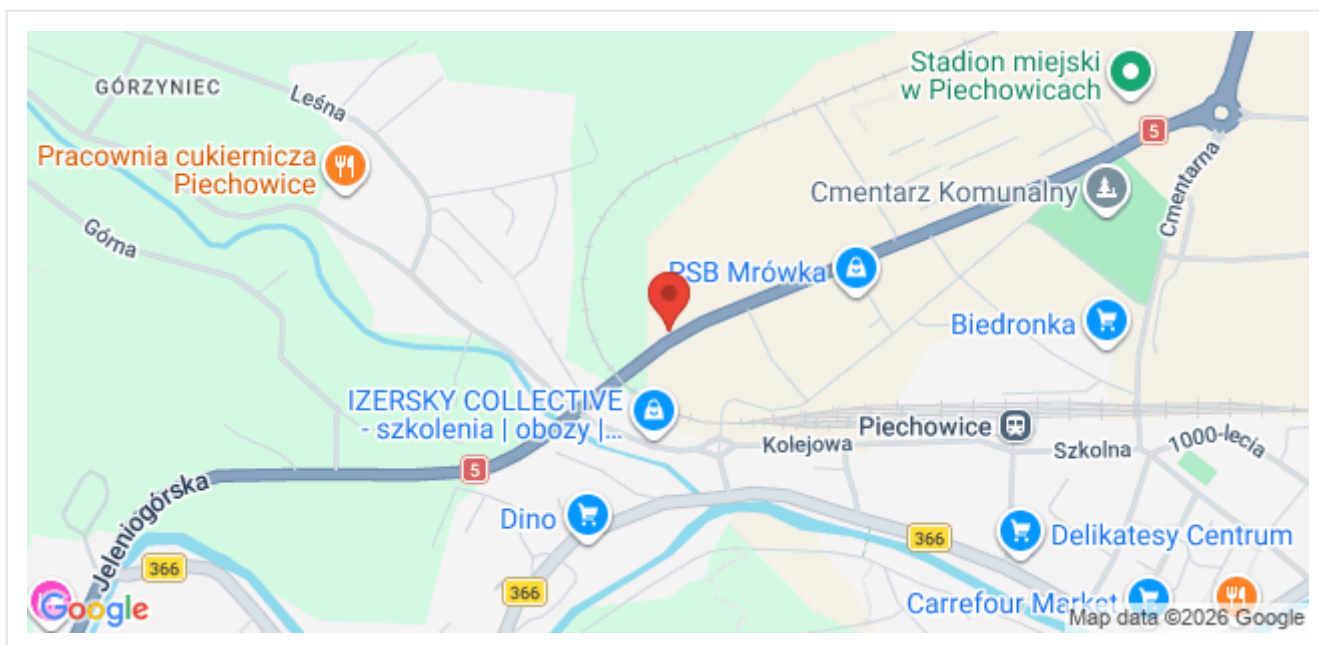 Stadion miejski
w Piechowicach
GÓRZYNIEC
Leśna
5
Pracownia cukiernicza
Piechowice
Cmentarz Komunalny
Cmentarna
Górna
PSB Mrówka
Biedronka
IZERSKY COLLECTIVE
- szkolenia | obozy |...
Piechowice
Kolejowa
Szkolna
1000-lecia
5
Jeleniogórska
Dino
366
Delikatesy Centrum
366
366
Carrefour Market
Google
Map data ©2026 Google